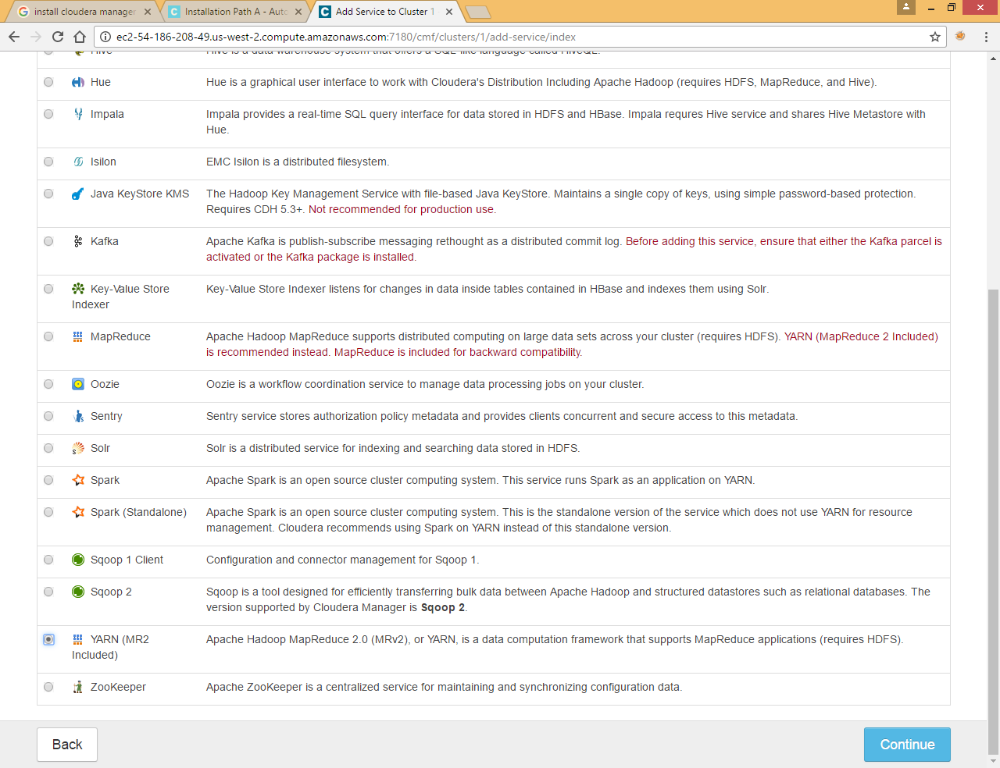 install cloudera manager
Installation Path A - Auto
Add Service to Cluster 1 -
ec2-54-186-208-49.us-west-2.compute.amazonaws.com:7180/cmf/clusters/1/add-service/index
Hive Hive is a data warehouse system that offers a SQL-like language called HiveQL.
Hue Hue is a graphical user interface to work with Cloudera's Distribution Including Apache Hadoop (requires HDFS, MapReduce, and Hive).
Impala Impala provides a real-time SQL query interface for data stored in HDFS and HBase. Impala requres Hive service and shares Hive Metastore with
Hue.
Isilon EMC Isilon is a distributed filesystem.
Java KeyStore KMS The Hadoop Key Management Service with file-based Java KeyStore. Maintains a single copy of keys, using simple password-based protection.
Requires CDH 5.3+. Not recommended for production use.
Kafka Apache Kafka is publish-subscribe messaging rethought as a distributed commit log. Before adding this service, ensure that either the Kafka parcel is
activated or the Kafka package is installed.
Key-Value Store Key-Value Store Indexer listens for changes in data inside tables contained in HBase and indexes them using Solr.
Indexer
MapReduce Apache Hadoop MapReduce supports distributed computing on large data sets across your cluster (requires HDFS). YARN (MapReduce 2 Included)
is recommended instead. MapReduce is included for backward compatibility.
Oozie Oozie is a workflow coordination service to manage data processing jobs on your cluster.
Sentry Sentry service stores authorization policy metadata and provides clients concurrent and secure access to this metadata.
Solr Solr is a distributed service for indexing and searching data stored in HDFS.
Spark Apache Spark is an open source cluster computing system. This service runs Spark as an application on YARN.
Spark (Standalone) Apache Spark is an open source cluster computing system. This is the standalone version of the service which does not use YARN for resource
management. Cloudera recommends using Spark on YARN instead of this standalone version.
Sqoop 1 Client Configuration and connector management for Sqoop 1.
Sqoop 2 Sqoop is a tool designed for efficiently transferring bulk data between Apache Hadoop and structured datastores such as relational databases. The
version supported by Cloudera Manager is Sqoop 2.
YARN (MR2 Apache Hadoop MapReduce 2.0 (MRv2), or YARN, is a data computation framework that supports MapReduce applications (requires HDFS).
Included)
ZooKeeper Apache ZooKeeper is a centralized service for maintaining and synchronizing configuration data.
Back
Continue